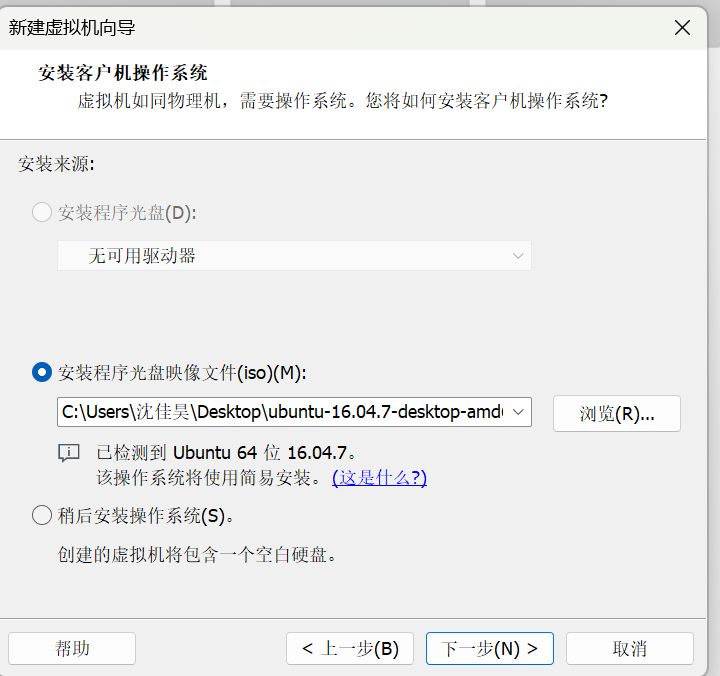 新建虚拟机向导
安装客户机操作系统
虚拟机如同物理机，需要操作系统。您将如何安装客户机操作系统?
安装来源:
安装程序光盘(D):
无可用驱动器
安装程序光盘映像文件(iso)(M):
C:\Users\沈佳昊\Desktop\ubuntu-16.04.7-desktop-amd
浏览(R)...
已检测到 Ubuntu 64 位 16.04.7。
该操作系统将使用简易安装。 (这是什么?)
稍后安装操作系统(S)。
创建的虚拟机将包含一个空白硬盘。
帮助
< 上一步(B)
下一步(N) >
取消